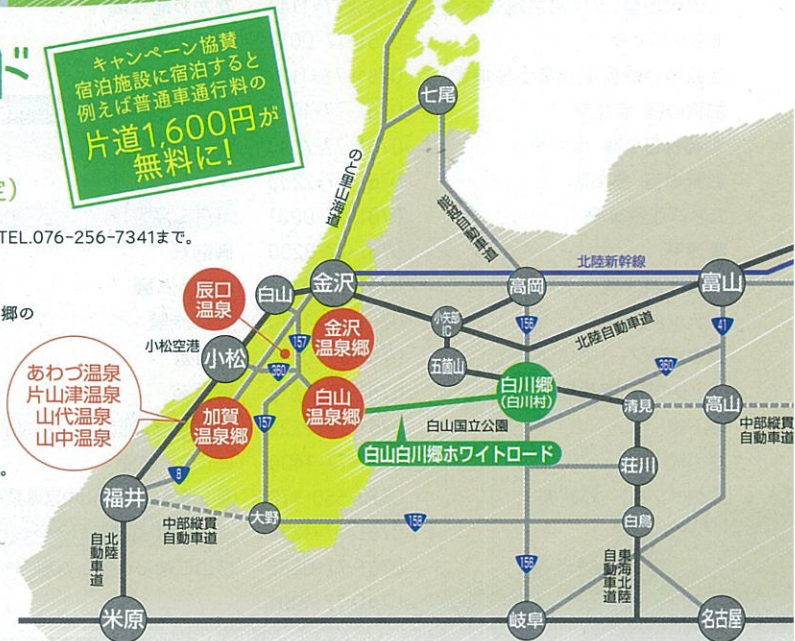 ド
キャンペーン協賛
宿泊施設に宿泊すると
例えば普通車通行料の
片道1,600円が
無料に!
定)
TEL.076-256-7341まで。
郷の
。
七尾
のと里山海道
能越自動車道
北陸新幹線
白山
金沢
高岡
富山
辰口
温泉
金沢
温泉郷
小矢部
IC
156
41
北陸自動車道
小松空港
小松
157
360
五箇山
360
あわづ温泉
片山津温泉
山代温泉
山中温泉
加賀
温泉郷
白山
温泉郷
157
白川郷
(白川村)
白山国立公園
清見
高山
中部縦貫
自動車道
白山白川郷ホワイトロード
8
荘川
福井
中部縦貫
自動車道
大野
158
白鳥
北陸
自動車道
156
東海北陸
自動車道
米原
岐阜
名古屋